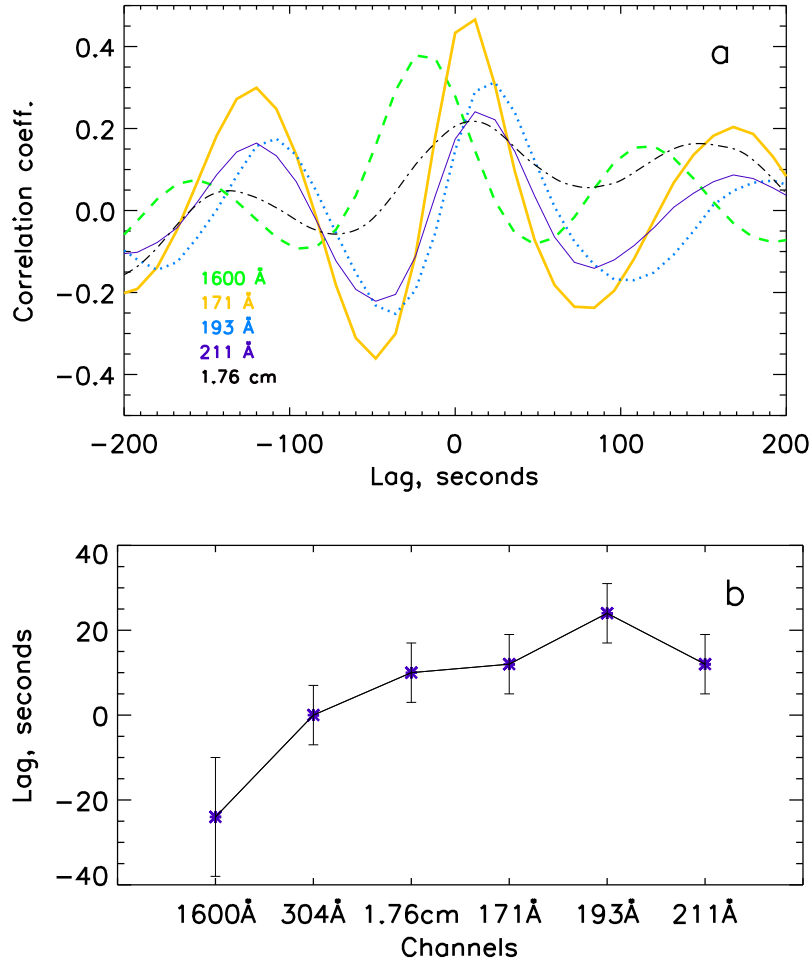 a
0.4
0.2
0.0
−0.2
−0.4
Correlation coeff.
1600 Å
171 Å
193 Å
211 Å
1.76 cm
−200 −100 0 100 200
Lag, seconds
b
40
20
0
−20
−40
Lag, seconds
1600Å 304Å 1.76cm 171Å 193Å 211Å
Channels